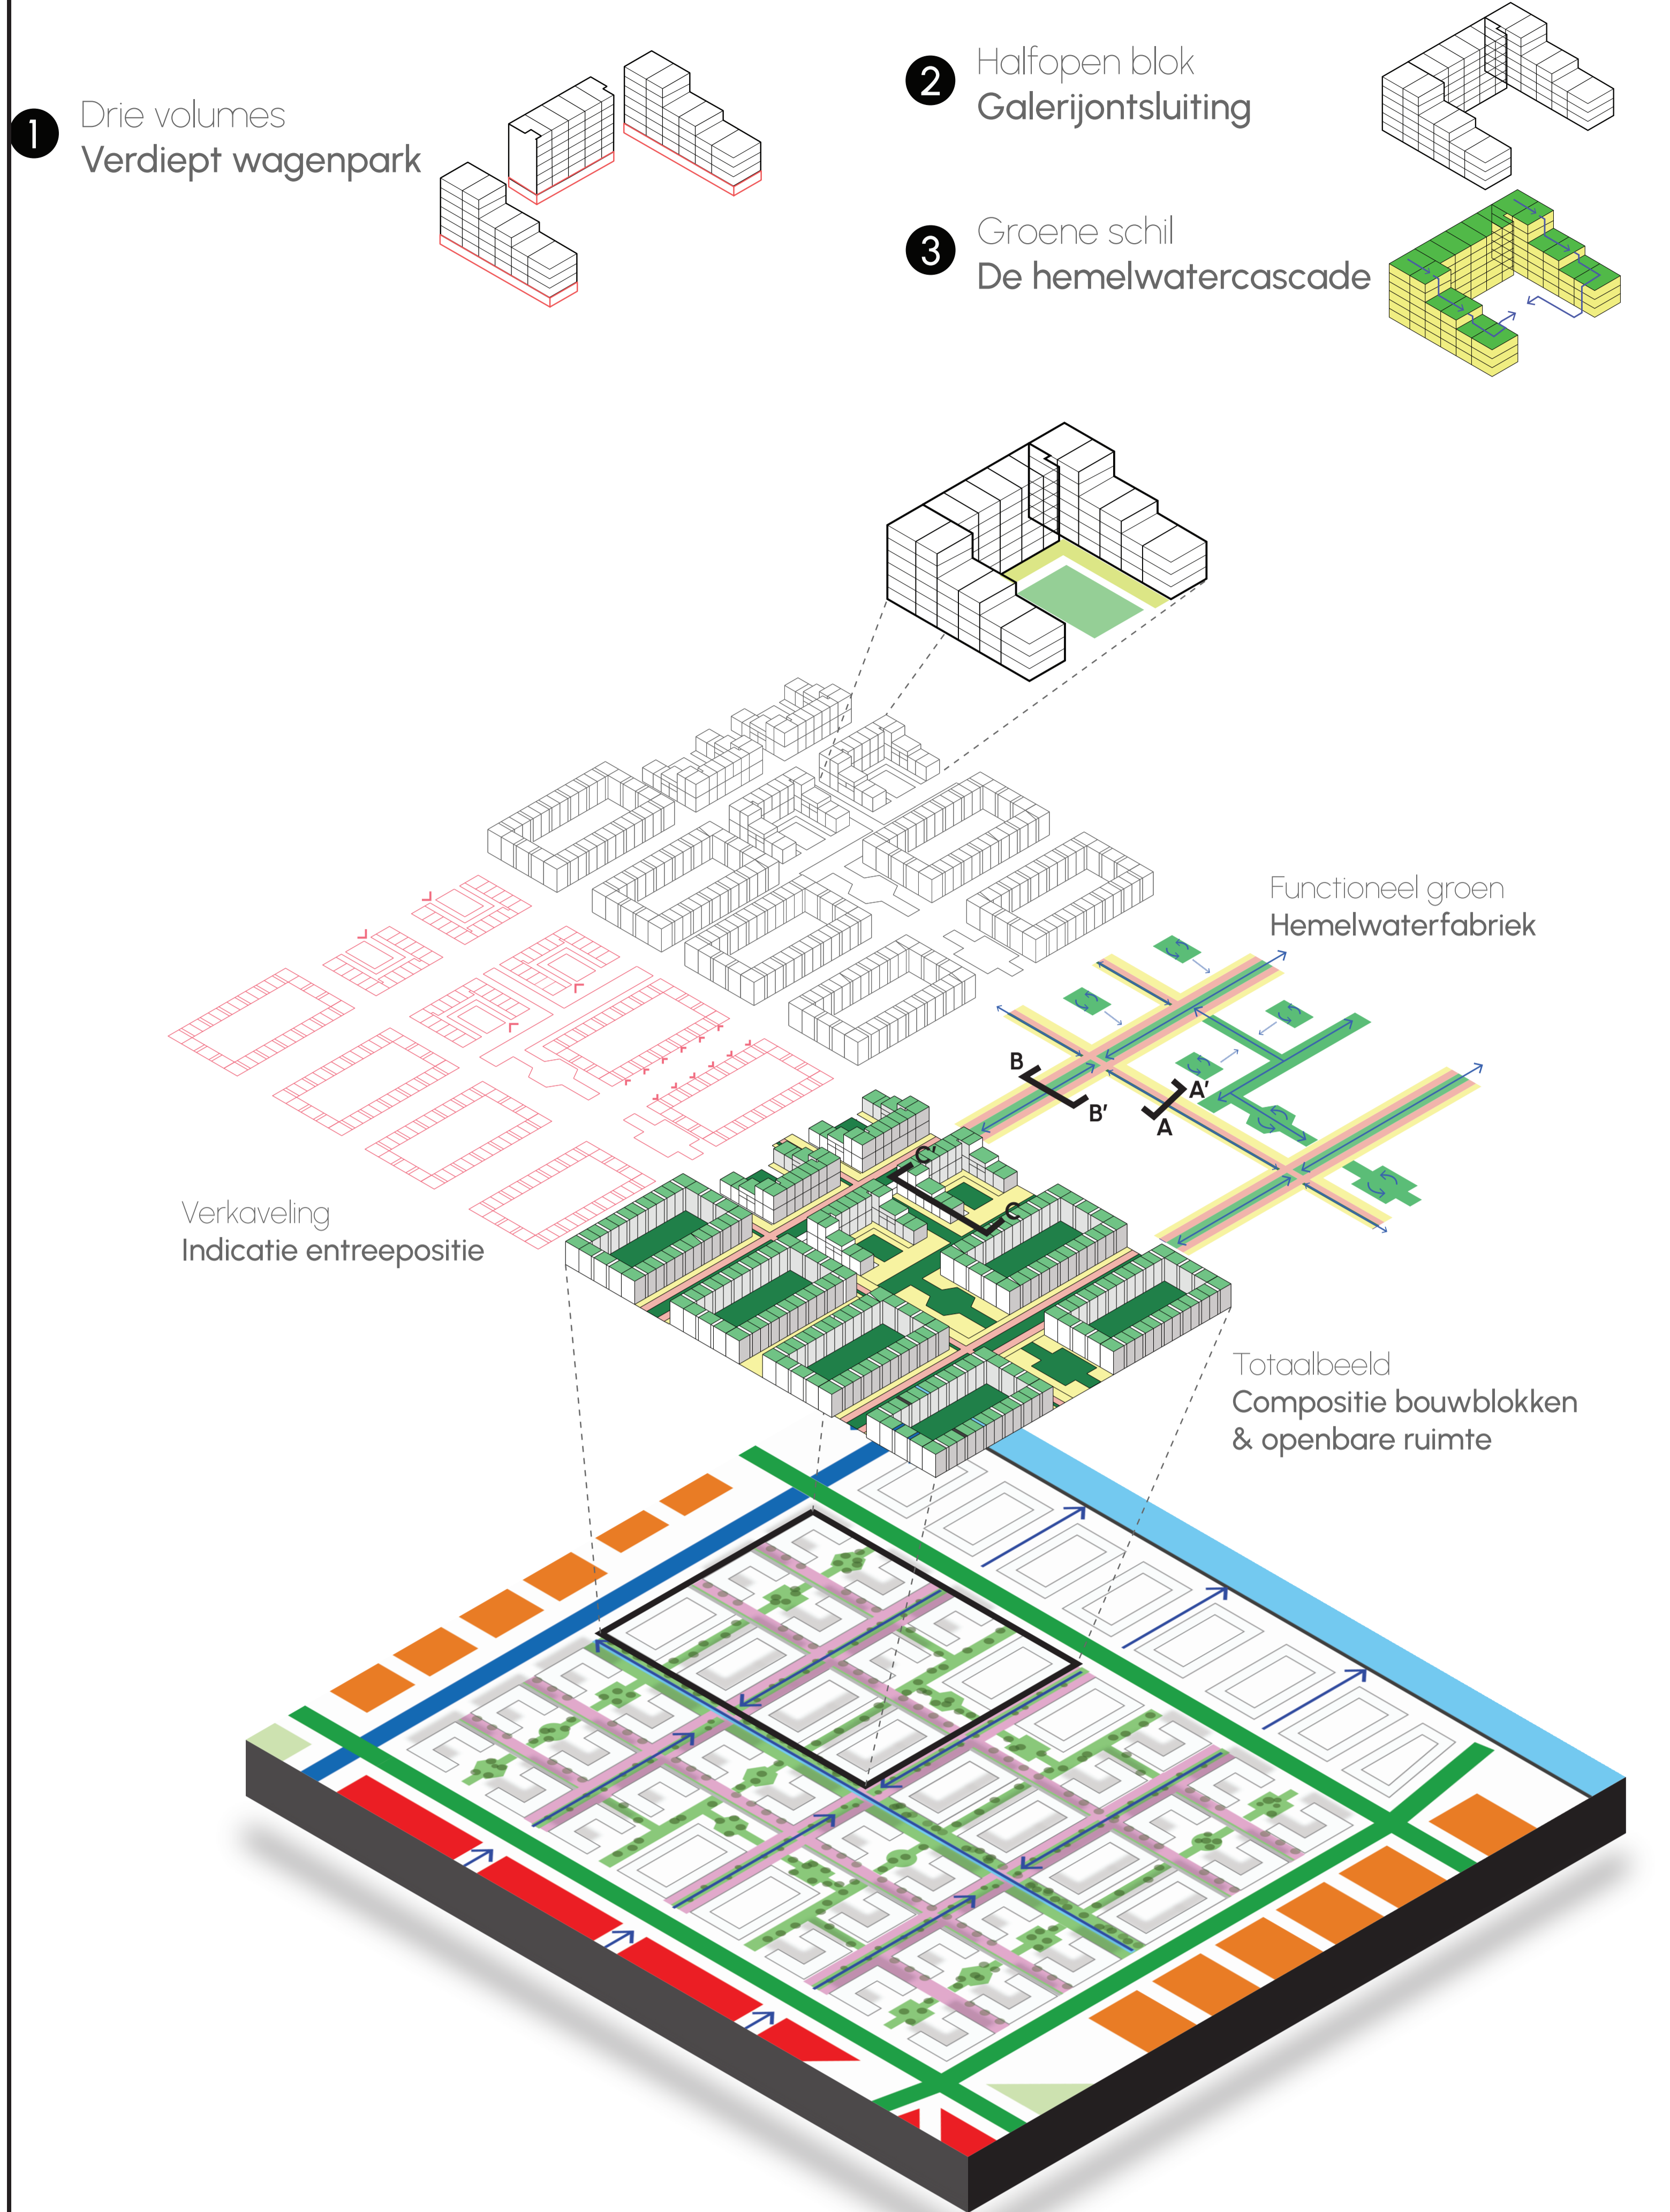 1
Drie volumes
Verdiept wagenpark
2
Halfopen blok
Galerijontsluiting
3
Groene schil
De hemelwatercascade
Functioneel groen
Hemelwaterfabriek
B
B'
A'
A
C'
C
Verkaveling
Indicatie entreepositie
Totaalbeeld
Compositie bouwblokken
& openbare ruimte